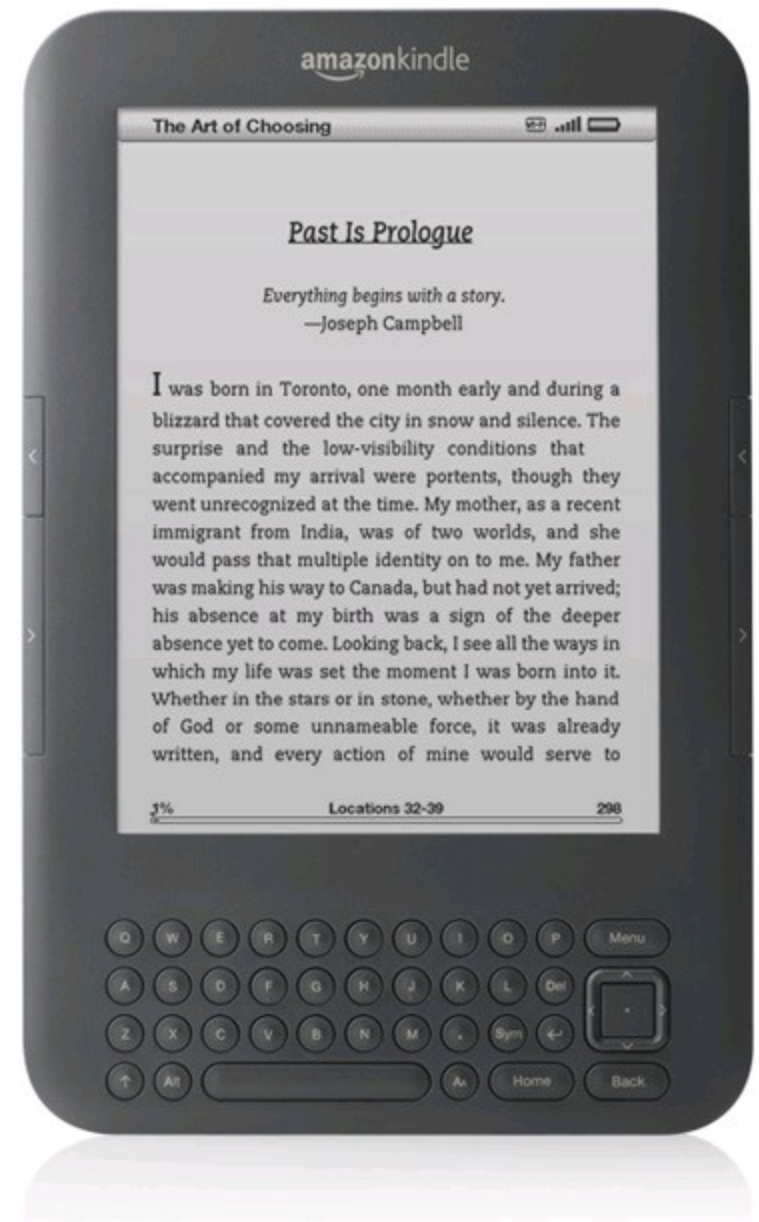 amazonkindle
The Art of Choosing
Past Is Prologue
Everything begins with a story.
—Joseph Campbell
I was born in Toronto, one month early and during a
blizzard that covered the city in snow and silence. The
surprise and the low-visibility conditions that
accompanied my arrival were portents, though they
went unrecognized at the time. My mother, as a recent
immigrant from India, was of two worlds, and she
would pass that multiple identity on to me. My father
was making his way to Canada, but had not yet arrived;
his absence at my birth was a sign of the deeper
absence yet to come. Looking back, I see all the ways in
which my life was set the moment I was born into it.
Whether in the stars or in stone, whether by the hand
of God or some unnameable force, it was already
written, and every action of mine would serve to
1% Locations 32-39 298
Q W E R T Y U I O P Menu
A S D F G H J K L Del
Z X C V B N M . Sym
Alt Aa Home Back